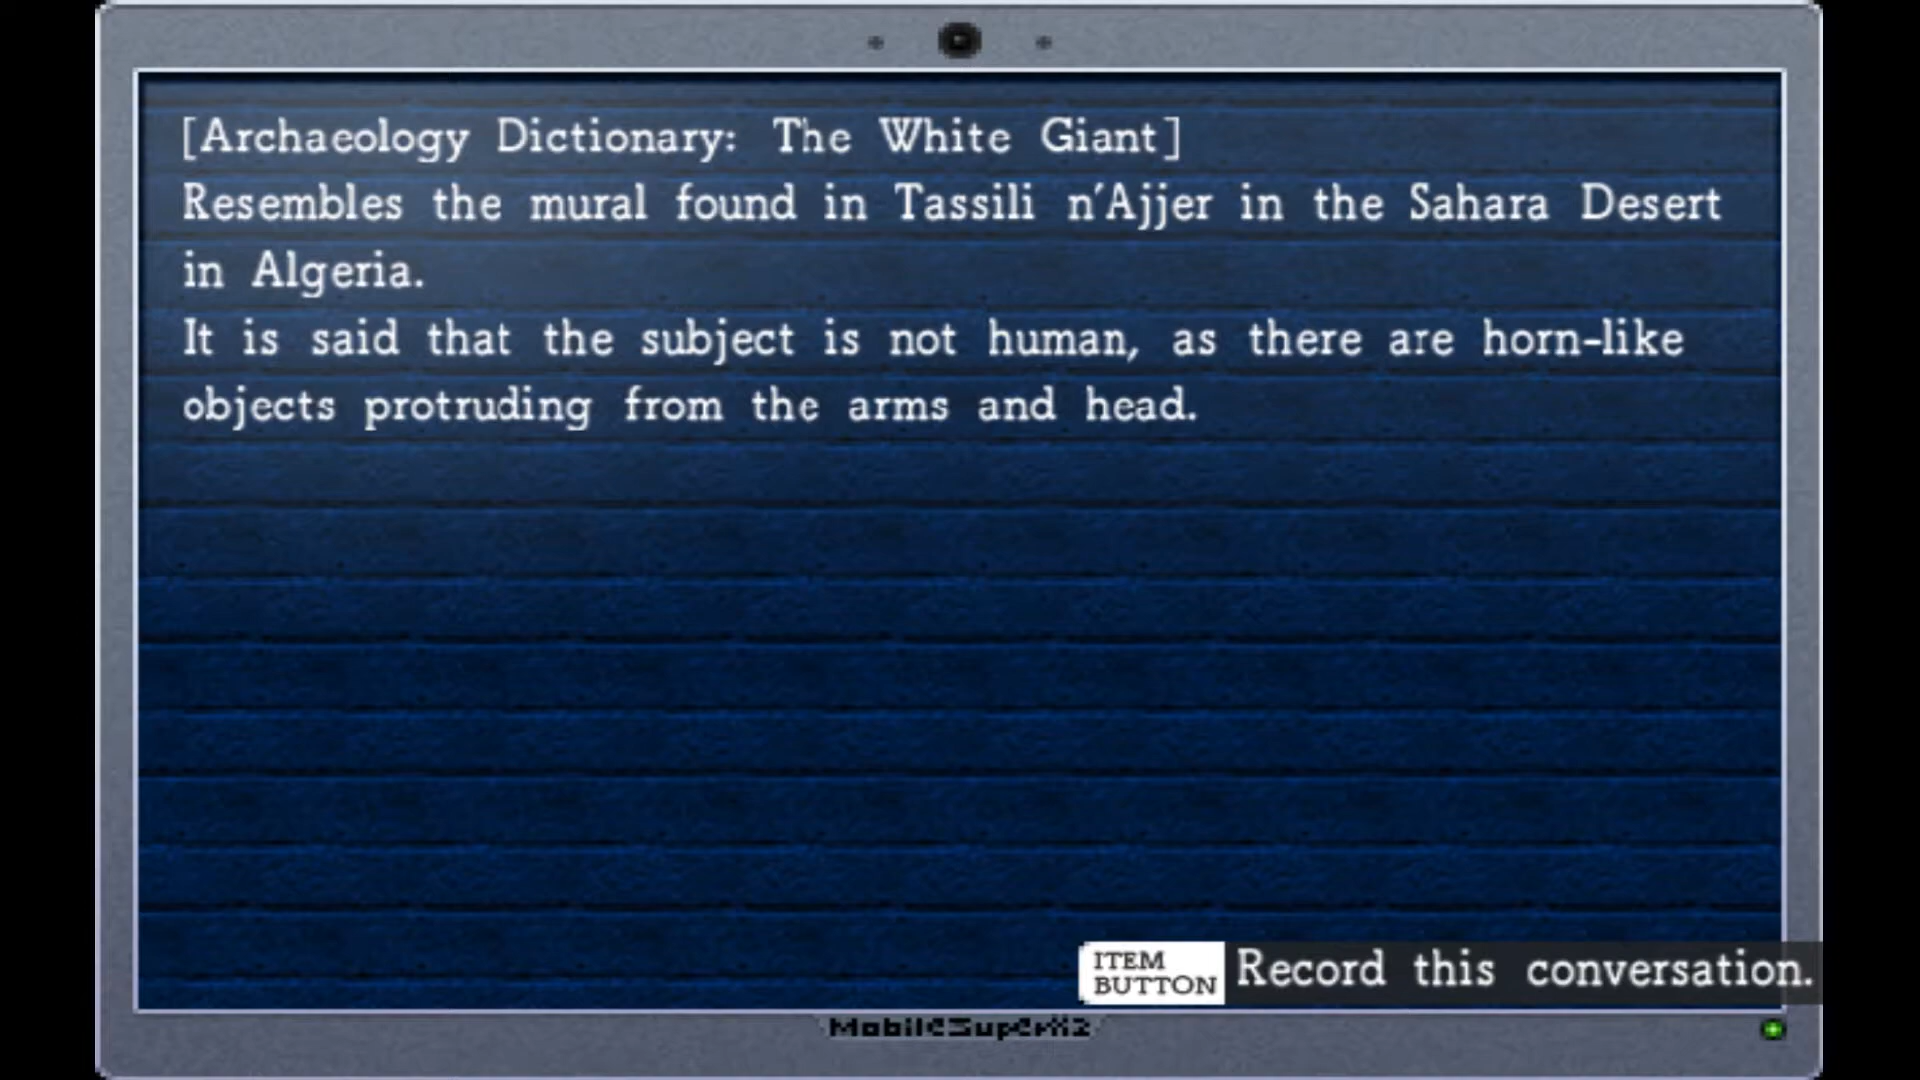 [Archaeology Dictionary: The White Giant]
Resembles the mural found in Tassili n'Ajjer in the Sahara Desert
in Algeria.
It is said that the subject is not human, as there are horn-like
objects protruding from the arms and head.
ITEM
BUTTON
Record this conversation.
MobileSuperX2